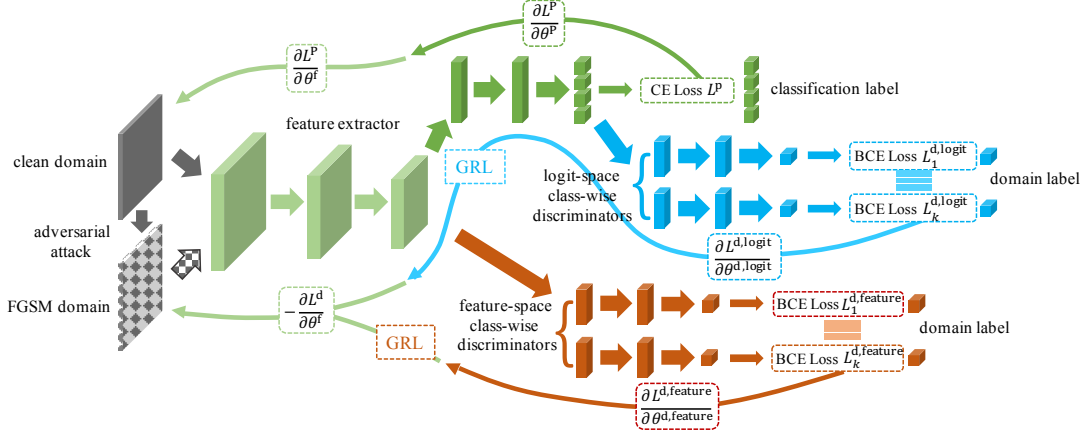 ∂L^P
∂θ^P
∂L^P
∂θ^f
CE Loss L^p
classification label
feature extractor
clean domain
GRL
logit-space
class-wise
discriminators
BCE Loss L_1^{d,logit}
domain label
BCE Loss L_k^{d,logit}
adversarial
attack
∂L^{d,logit}
∂θ^{d,logit}
FGSM domain
−∂L^d
∂θ^f
feature-space
class-wise
discriminators
BCE Loss L_1^{d,feature}
domain label
GRL
BCE Loss L_k^{d,feature}
∂L^{d,feature}
∂θ^{d,feature}